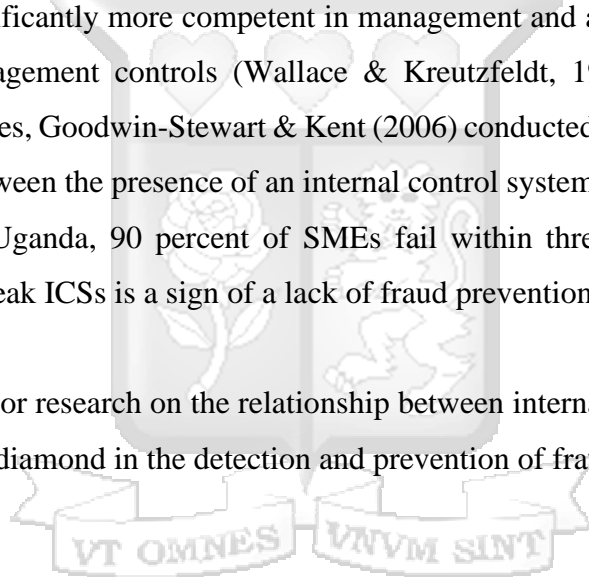 ificantly more competent in management and a
agement controls (Wallace & Kreutzfeldt, 19
es, Goodwin-Stewart & Kent (2006) conducted
ween the presence of an internal control system
Uganda, 90 percent of SMEs fail within thre
eak ICSs is a sign of a lack of fraud prevention
or research on the relationship between interna
diamond in the detection and prevention of fra
VT OMNES VNVM SINT